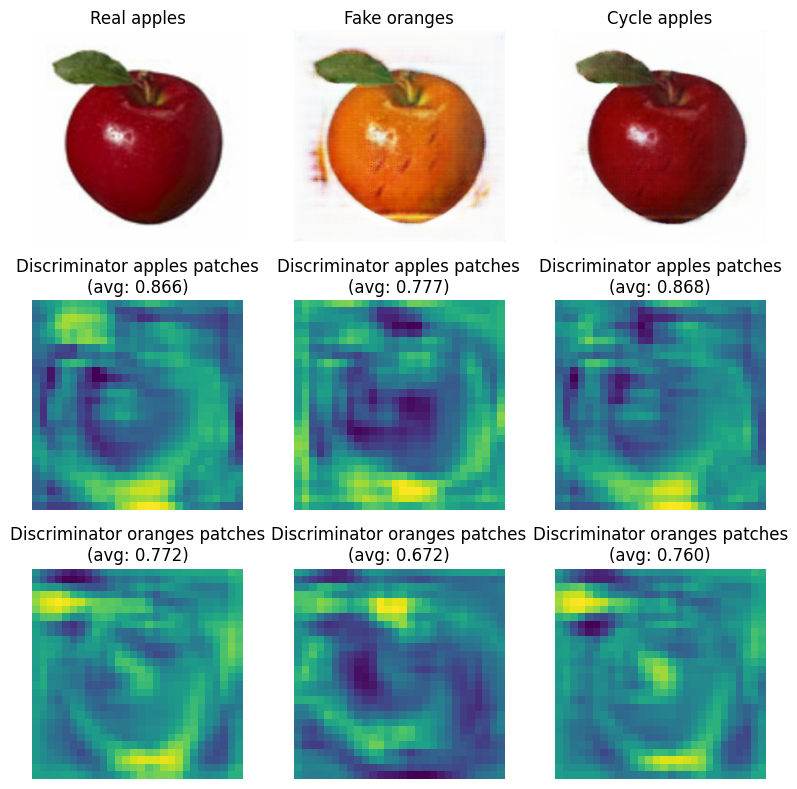 Real apples
Fake oranges
Cycle apples
Discriminator apples patches
(avg: 0.866)
Discriminator apples patches
(avg: 0.777)
Discriminator apples patches
(avg: 0.868)
Discriminator oranges patches
(avg: 0.772)
Discriminator oranges patches
(avg: 0.672)
Discriminator oranges patches
(avg: 0.760)